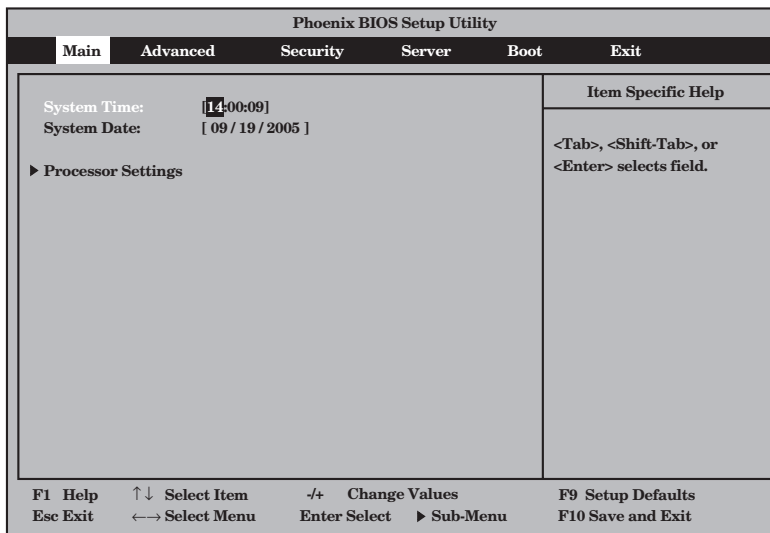 Phoenix BIOS Setup Utility
Main Advanced Security Server Boot Exit
System Time: [14:00:09]
System Date: [ 09 / 19 / 2005 ]
▶ Processor Settings
Item Specific Help
<Tab>, <Shift-Tab>, or
<Enter> selects field.
F1 Help ↑↓ Select Item -/+ Change Values F9 Setup Defaults
Esc Exit ←→ Select Menu Enter Select ▶ Sub-Menu F10 Save and Exit